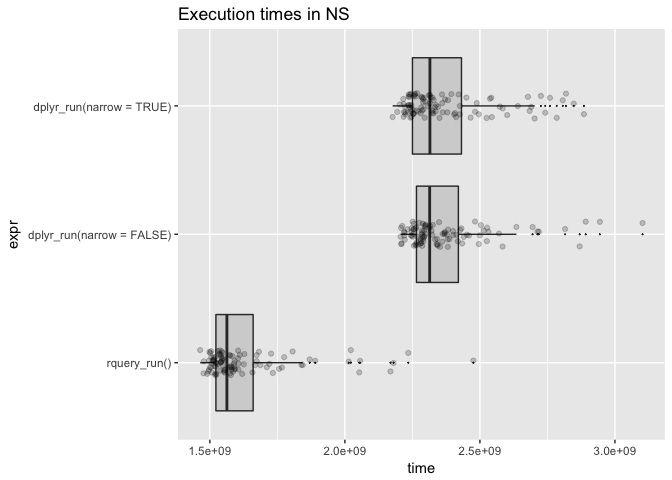 Execution times in NS
dplyr_run(narrow = TRUE)
dplyr_run(narrow = FALSE)
rquery_run()
expr
1.5e+09 2.0e+09 2.5e+09 3.0e+09
time